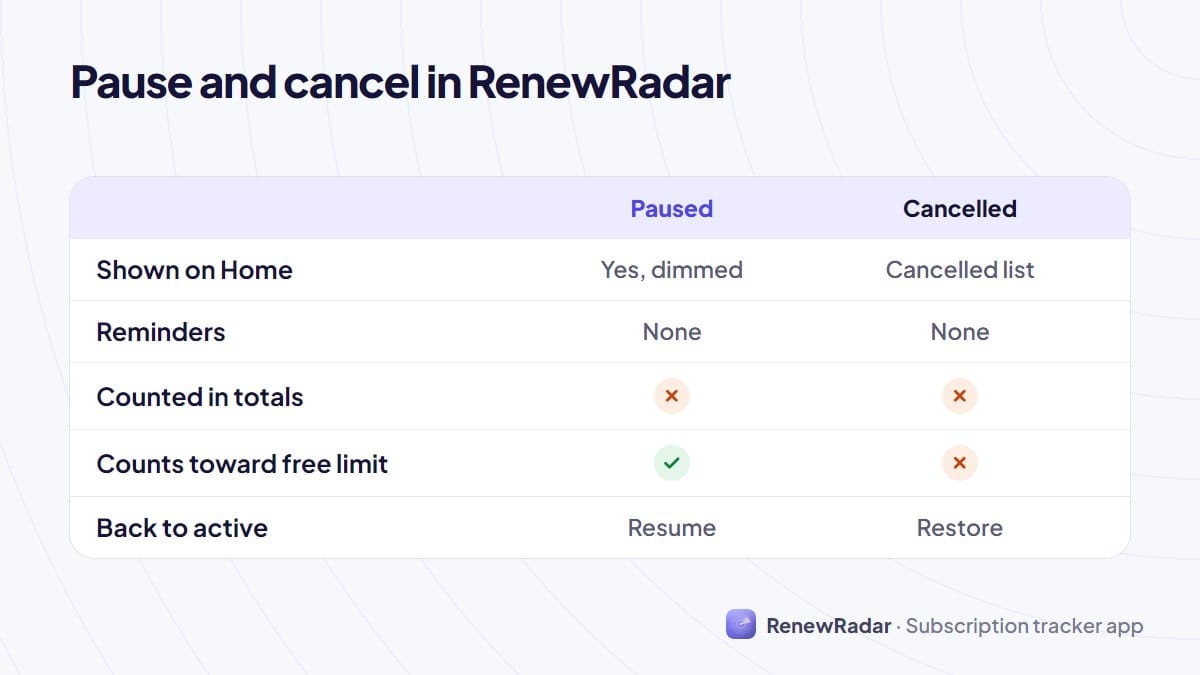 Pause and cancel in RenewRadar
Paused Cancelled
Shown on Home Yes, dimmed Cancelled list
Reminders None None
Counted in totals
Counts toward free limit
Back to active Resume Restore
RenewRadar · Subscription tracker app